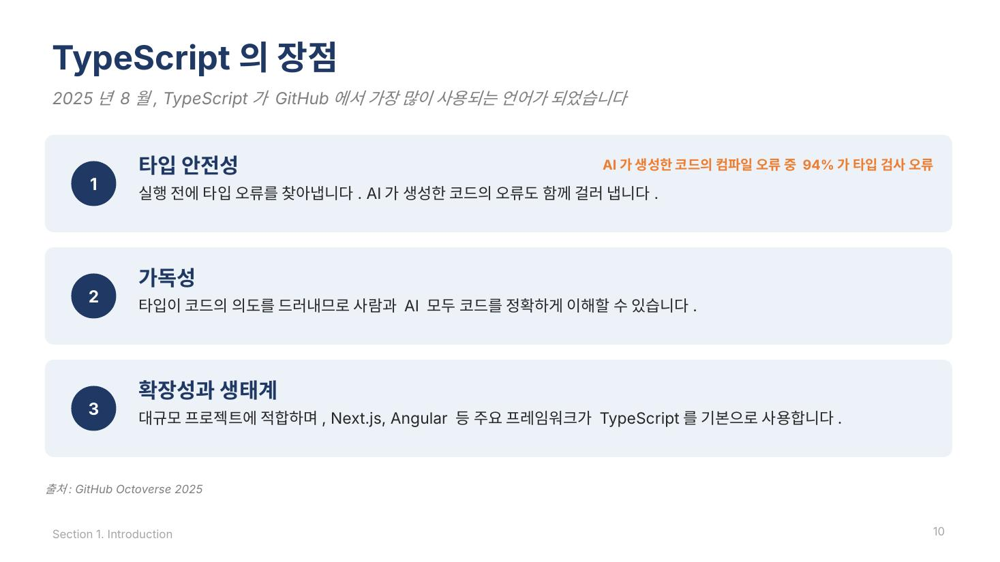 TypeScript 의 장점
2025 년 8 월, TypeScript 가 GitHub 에서 가장 많이 사용되는 언어가 되었습니다
1
타입 안전성
AI 가 생성한 코드의 컴파일 오류 중 94% 가 타입 검사 오류
실행 전에 타입 오류를 찾아냅니다 . AI 가 생성한 코드의 오류도 함께 걸러 냅니다 .
2
가독성
타입이 코드의 의도를 드러내므로 사람과 AI 모두 코드를 정확하게 이해할 수 있습니다 .
3
확장성과 생태계
대규모 프로젝트에 적합하며 , Next.js, Angular 등 주요 프레임워크가 TypeScript 를 기본으로 사용합니다 .
출처 : GitHub Octoverse 2025
Section 1. Introduction
10